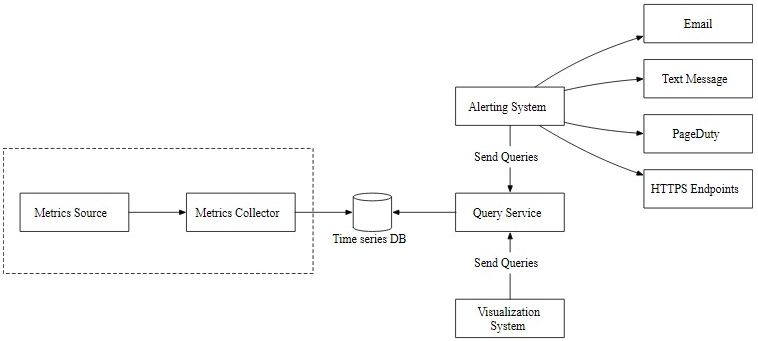 Email
Text Message
Alerting System
PageDuty
Send Queries
HTTPS Endpoints
Metrics Source
Metrics Collector
Query Service
Time series DB
Send Queries
Visualization
System